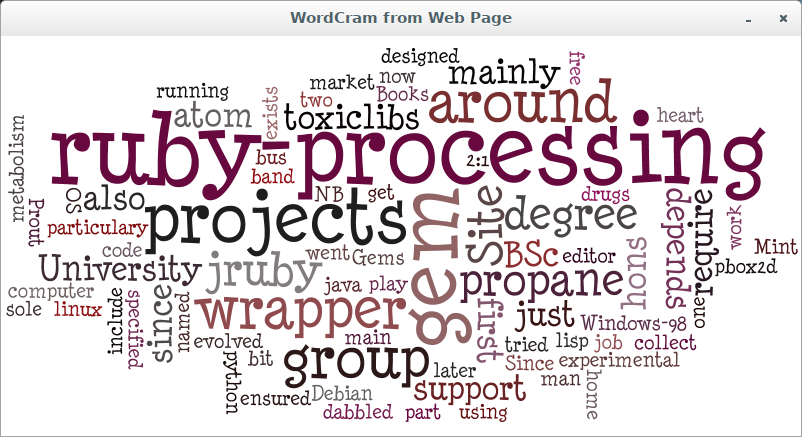 WordCram from Web Page
designed
mainly
free
market
now
running
Books
two
exists
atom
toxiclibs
around
heart
metabolism
ruby-processing
bus
2:1
band
NB
get
drugs
so
also
Prout
projects
gem
Site
degree
depends
require
work
particulary
code
went
Gems
BSc
editor
hons
Mint
University
jruby
pbox2d
computer
java
play
propane
sole
linux
include
specified
since
named
wrapper
first
just
Windows-98
one
main
evolved
tried
lisp
job
collect
python
bit
group
later
Since
experimental
ensured
Debian
support
man
home
dabbled
part
using